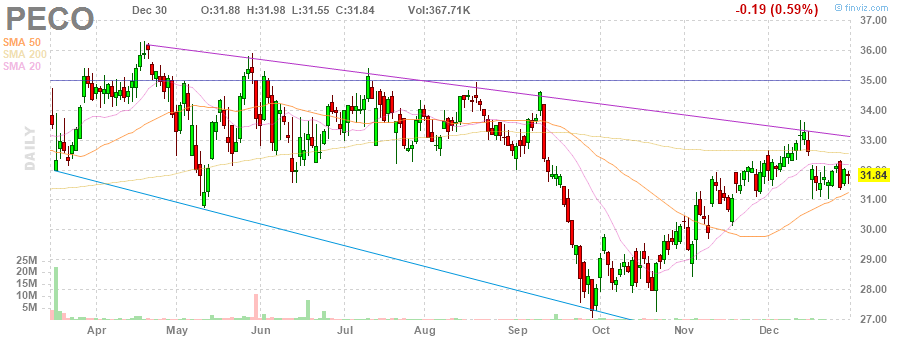 PECO Dec 30 O:31.88 H:31.98 L:31.55 C:31.84 Vol:367.71K -0.19 (0.59%) © finviz.com
SMA 50
SMA 200
SMA 20
DAILY
37.00
36.00
35.00
34.00
33.00
32.00
31.84
31.00
30.00
29.00
28.00
27.00
25M
20M
15M
10M
5M
Apr May Jun Jul Aug Sep Oct Nov Dec